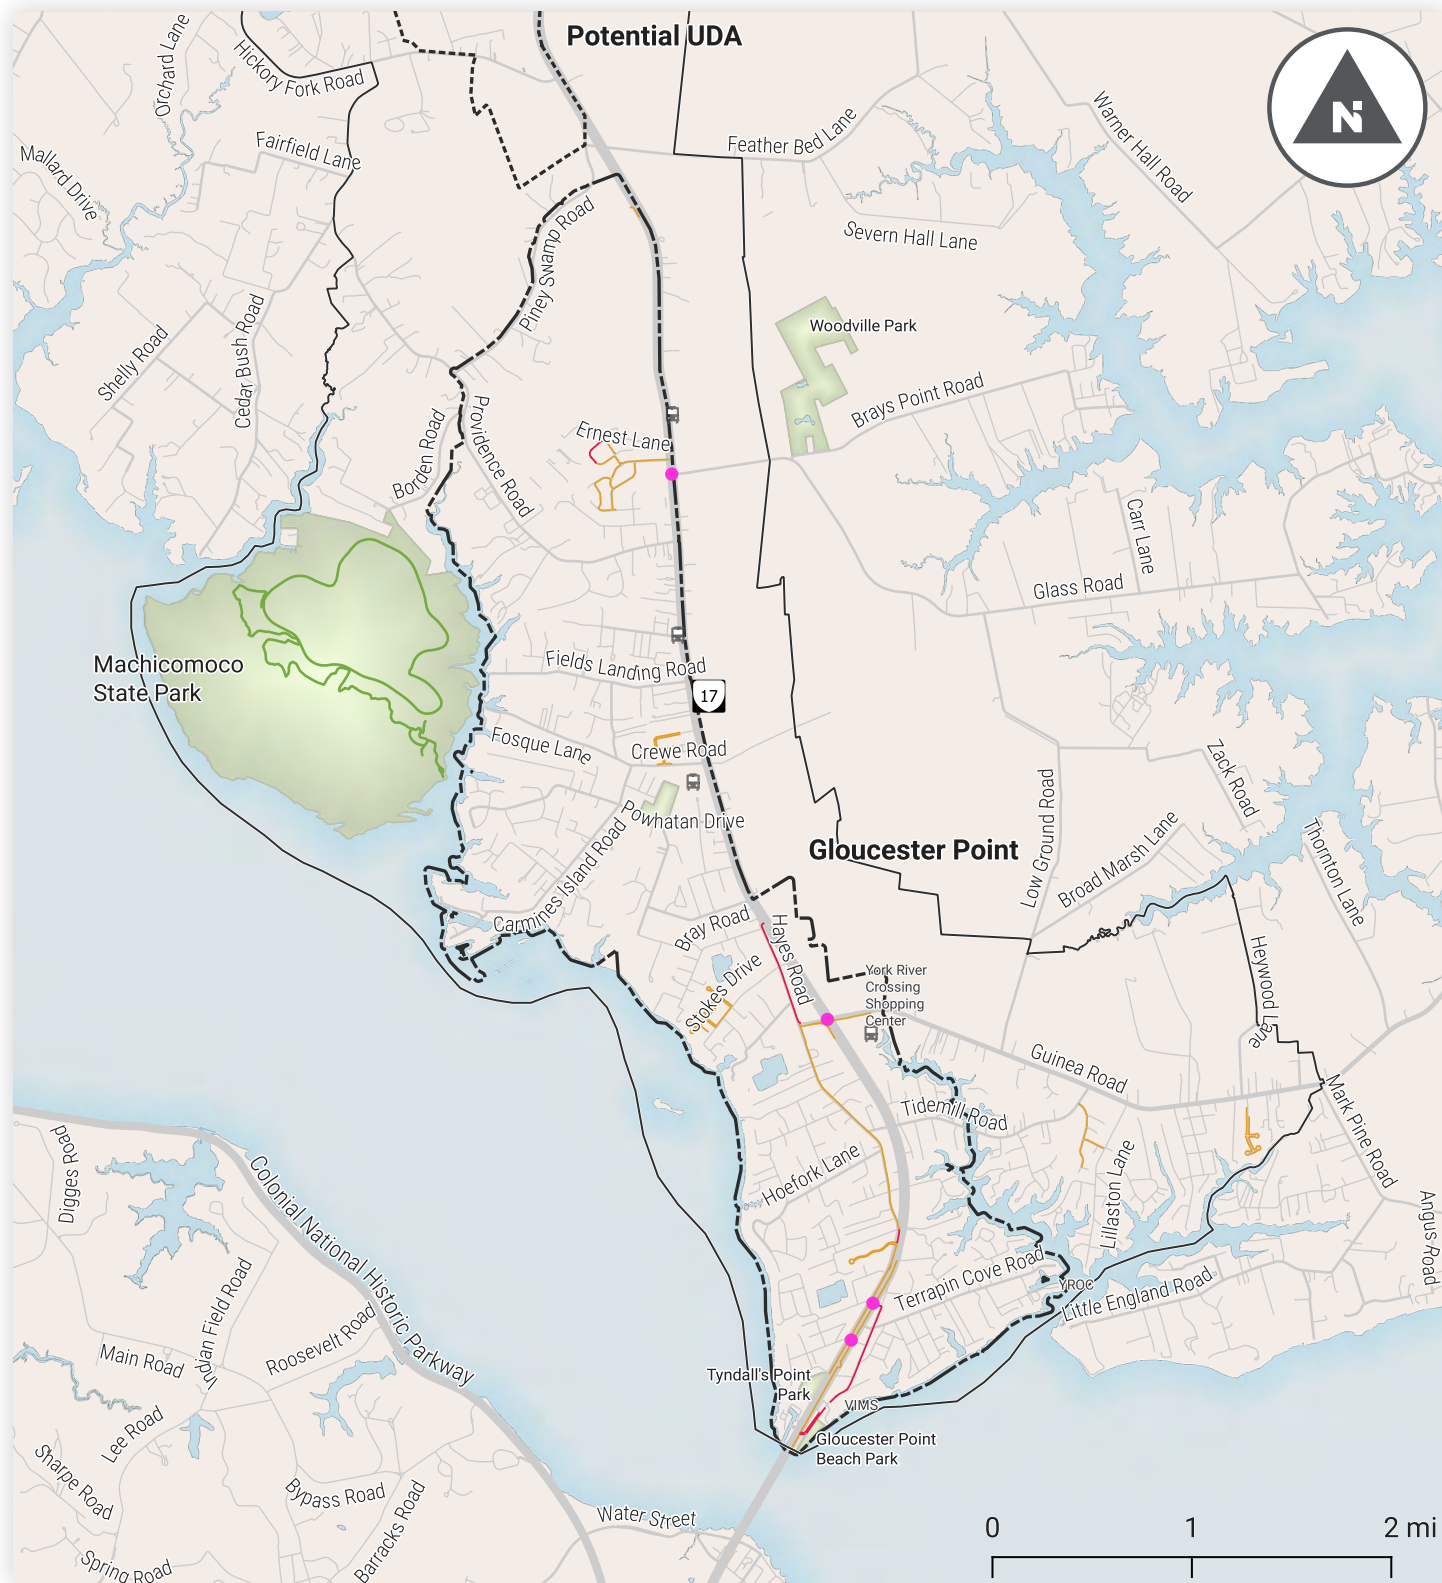 Potential UDA
N
Orchard Lane
Hickory Fork Road
Fairfield Lane
Mallard Drive
Feather Bed Lane
Warner Hall Road
Severn Hall Lane
Piney Swamp Road
Woodville Park
Shelly Road
Cedar Bush Road
Brays Point Road
Borden Road
Providence Road
Ernest Lane
Carr Lane
Glass Road
Machicomoco
State Park
Fields Landing Road
17
Fosque Lane
Crewe Road
Zack Road
Powhatan Drive
Low Ground Road
Broad Marsh Lane
Thornton Lane
Gloucester Point
Carmines Island Road
Bray Road
Hayes Road
Stokes Drive
York River
Crossing
Shopping
Center
Heywood Lane
Guinea Road
Tidemill Road
Mark Pine Road
Digges Road
Colonial National Historic Parkway
Hoefork Lane
Lillaston Lane
Angus Road
Indian Field Road
Terrapin Cove Road
YROC
Little England Road
Main Road
Roosevelt Road
Tyndall's Point
Park
VIMS
Gloucester Point
Beach Park
Lee Road
Sharpe Road
Bypass Road
Barracks Road
Water Street
Spring Road
0 1 2 mi